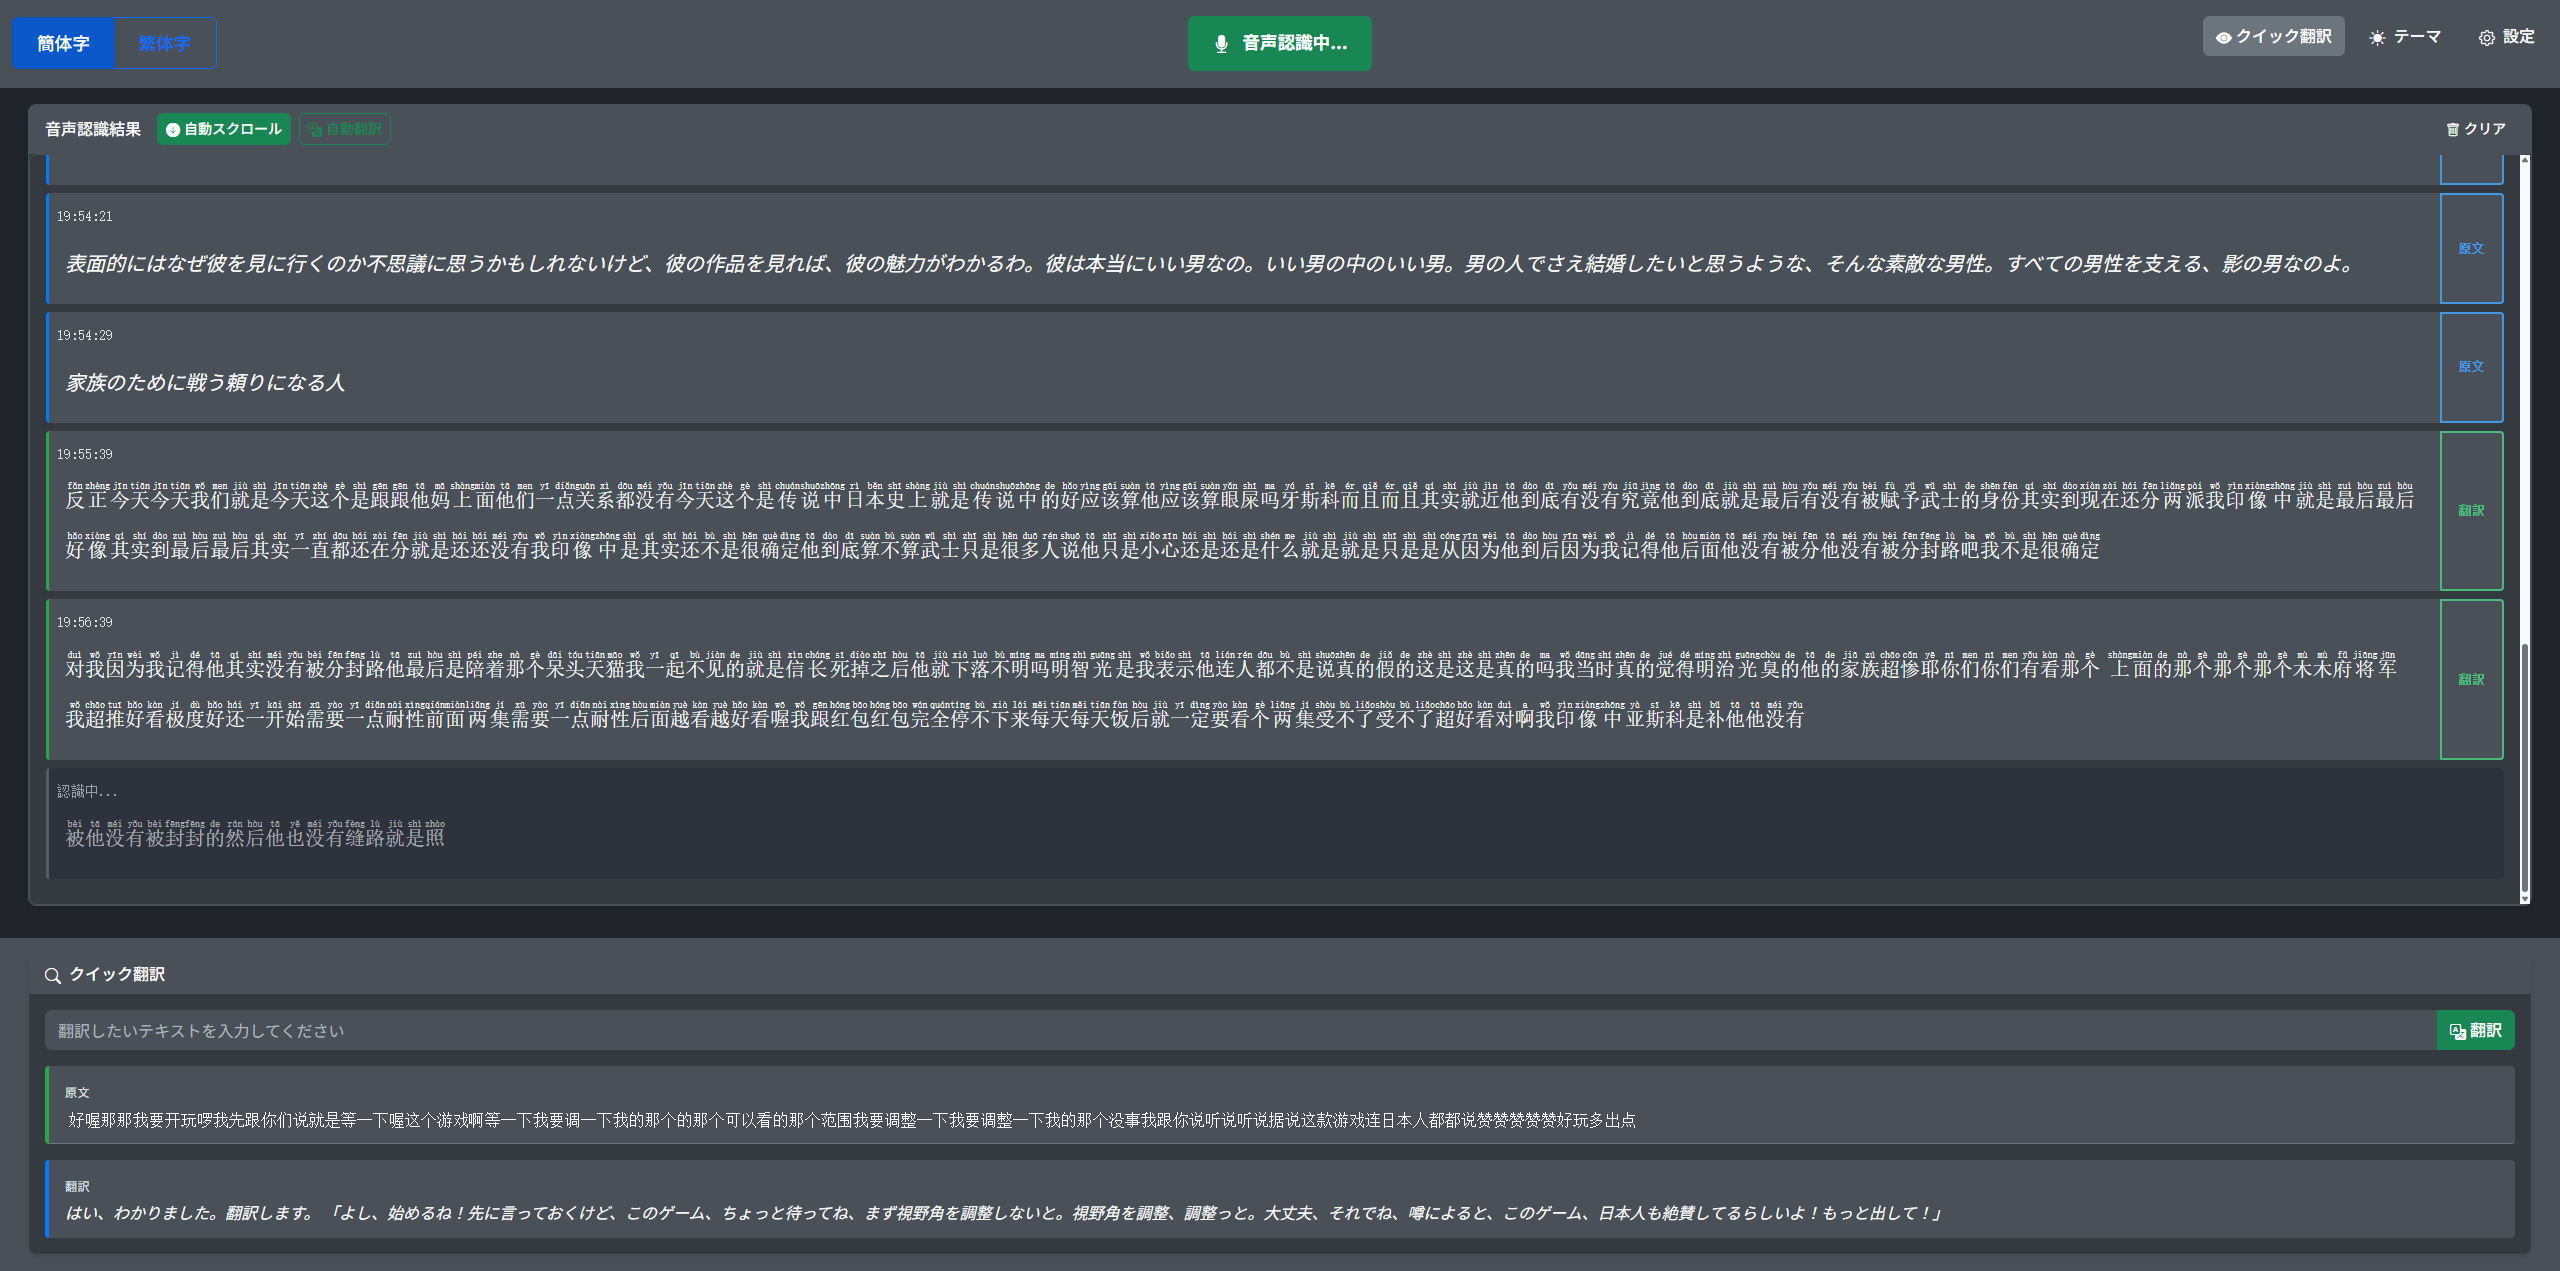 簡体字 繁体字 音声認識中... クイック翻訳 テーマ 設定
音声認識結果 自動スクロール 自動翻訳 クリア
19:54:21
表面的にはなぜ彼を見に行くのか不思議に思うかもしれないけど、彼の作品を見れば、彼の魅力がわかるわ。彼は本当にいい男なの。いい男の中のいい男。男の人でさえ結婚したいと思うような、そんな素敵な男性。すべての男性を支える、影の男なのよ。
原文
19:54:29
家族のために戦う頼りになる人
原文
19:55:39
反正今天今天我们就是今天这个是跟跟他妈上面他们一点关系都没有今天这个是传说中日本史上就是传说中的好应该算他应该算眼屎吗牙斯科而且而且其实就近他到底有没有究竟他到底就是最后有没有被赋予武士的身份其实到现在还分两派我印像中就是最后最后
好像其实到最后最后其实一直都还在分就是还还没有我印像中是其实还不是很确定他到底算不算武士只是很多人说他只是小心还是还是什么就是就是只是是从因为他到后因为我记得他后面他没有被分他没有被分封路吧我不是很确定
翻訳
19:56:39
对我因为我记得他其实没有被分封路他最后是陪着那个呆头天猫我一起不见的就是信长死掉之后他就下落不明吗明智光是我表示他连人都不是说真的假的这是这是真的吗我当时真的觉得明治光臭的他的家族超惨耶你们你们有看那个 上面的那个那个那个木木府将军
我超推好看极度好还一开始需要一点耐性前面两集需要一点耐性后面越看越好看喔我跟红包红包完全停不下来每天每天饭后就一定要看个两集受不了受不了超好看对啊我印像中亚斯科是补他他没有
翻訳
認識中...
被他没有被封封的然后他也没有缝路就是照
クイック翻訳
翻訳したいテキストを入力してください 翻訳
原文
好喔那那我要开玩啰我先跟你们说就是等一下喔这个游戏啊等一下我要调一下我的那个的那个可以看的那个范围我要调整一下我要调整一下我的那个没事我跟你说听说听说据说这款游戏连日本人都都说赞赞赞赞赞好玩多出点
翻訳
はい、わかりました。翻訳します。 「よし、始めるね！先に言っておくけど、このゲーム、ちょっと待ってね、まず視野角を調整しないと。視野角を調整、調整っと。大丈夫、それでね、噂によると、このゲーム、日本人も絶賛してるらしいよ！もっと出して！」